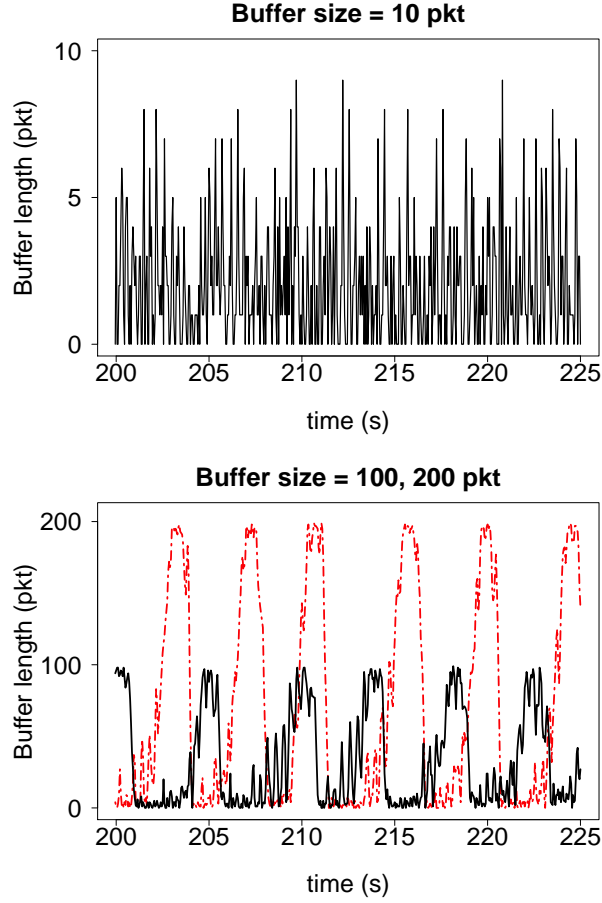 Buffer size = 10 pkt
10
5
0
Buffer length (pkt)
200 205 210 215 220 225
time (s)
Buffer size = 100, 200 pkt
200
100
0
Buffer length (pkt)
200 205 210 215 220 225
time (s)